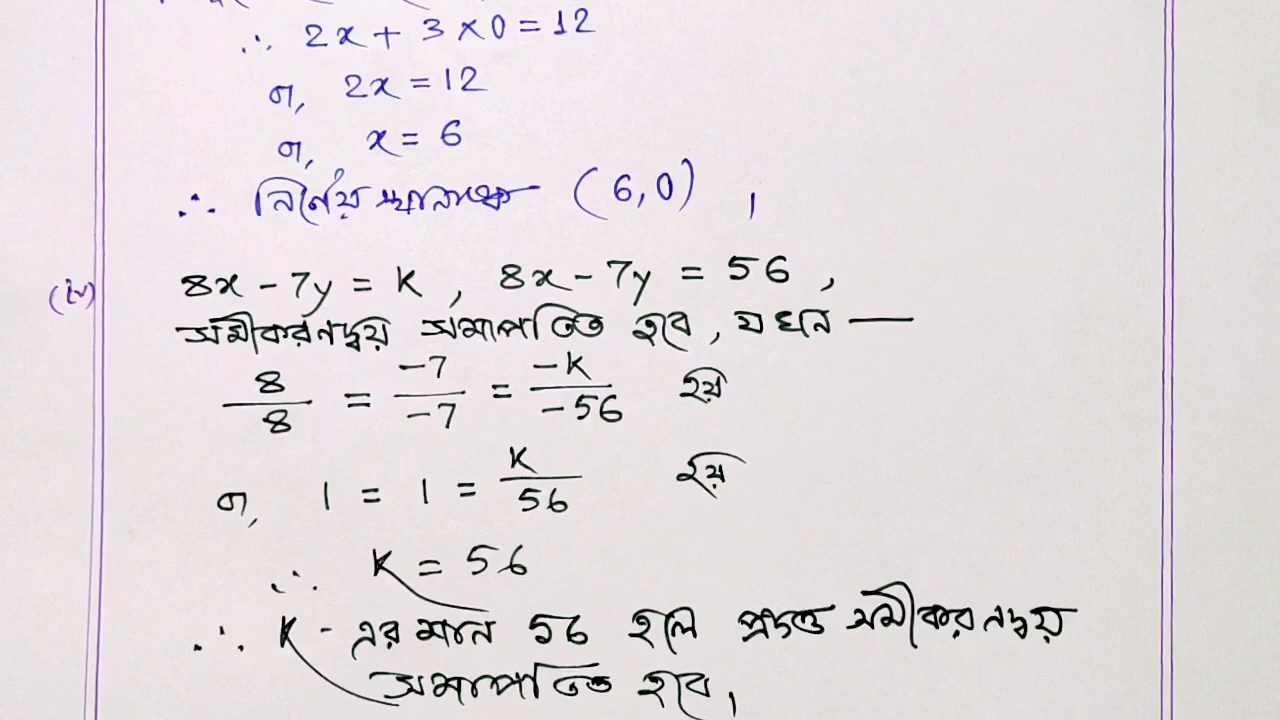 ∴ 2x + 3 × 0 = 12
বা, 2x = 12
বা, x = 6
∴ নির্ণেয় স্থানাঙ্ক (6, 0) ।
(iv) 8x - 7y = K, 8x - 7y = 56,
সমীকরণদ্বয় সমাপতিত হবে, যখন —
8/8 = -7/-7 = -K/-56 হয়
বা, 1 = 1 = K/56 হয়
∴ K = 56
∴ K - এর মান 56 হলে প্রদত্ত সমীকরণদ্বয়
সমাপতিত হবে।